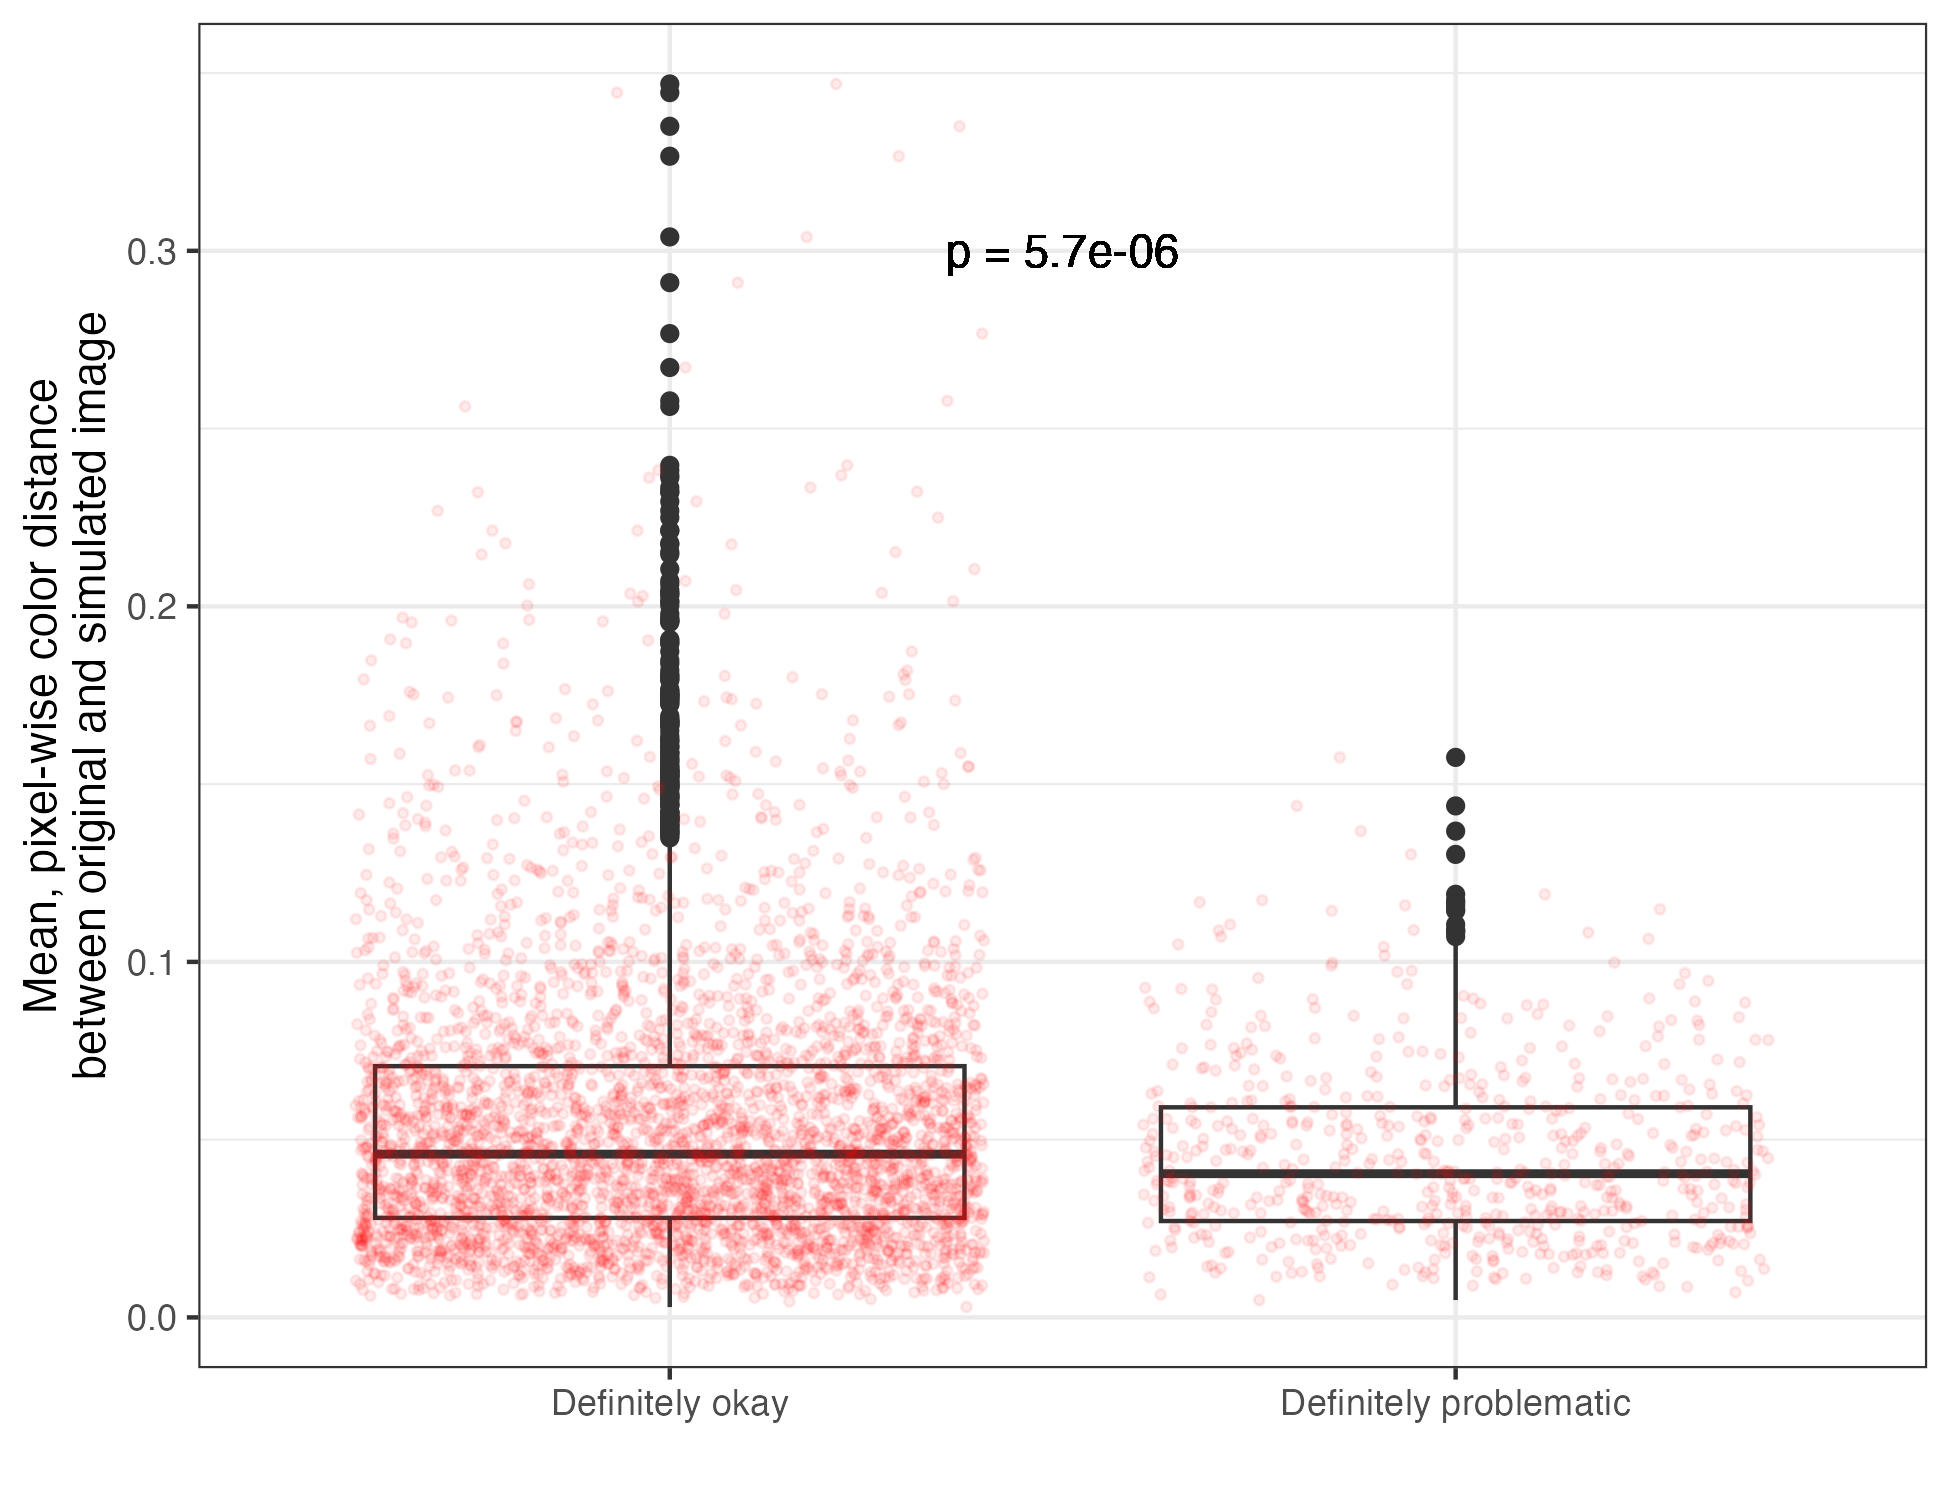 Mean, pixel-wise color distance
between original and simulated image
0.3
0.2
0.1
0.0
p = 5.7e-06
Definitely okay
Definitely problematic